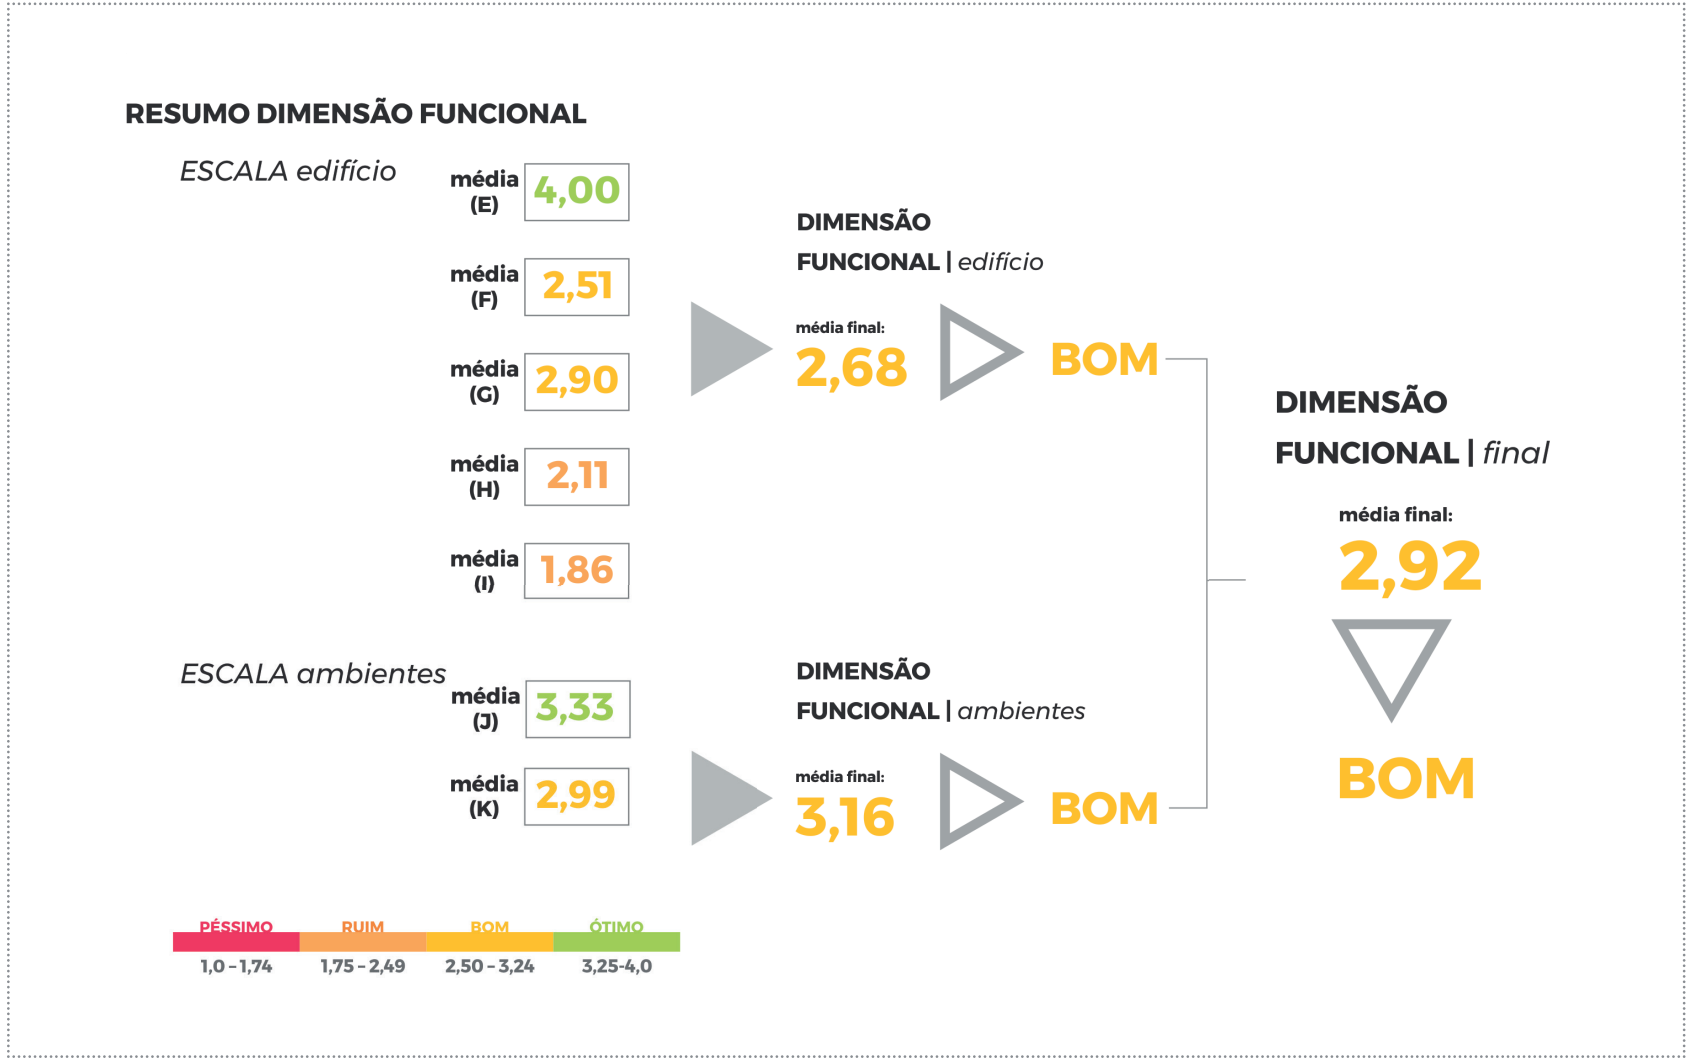 RESUMO DIMENSÃO FUNCIONAL
ESCALA edifício
média
(E)
4,00
média
(F)
2,51
média
(G)
2,90
média
(H)
2,11
média
(I)
1,86
DIMENSÃO
FUNCIONAL | edifício
média final:
2,68
BOM
ESCALA ambientes
média
(J)
3,33
média
(K)
2,99
DIMENSÃO
FUNCIONAL | ambientes
média final:
3,16
BOM
DIMENSÃO
FUNCIONAL | final
média final:
2,92
BOM
PÉSSIMO RUIM BOM ÓTIMO
1,0 – 1,74 1,75 – 2,49 2,50 – 3,24 3,25-4,0